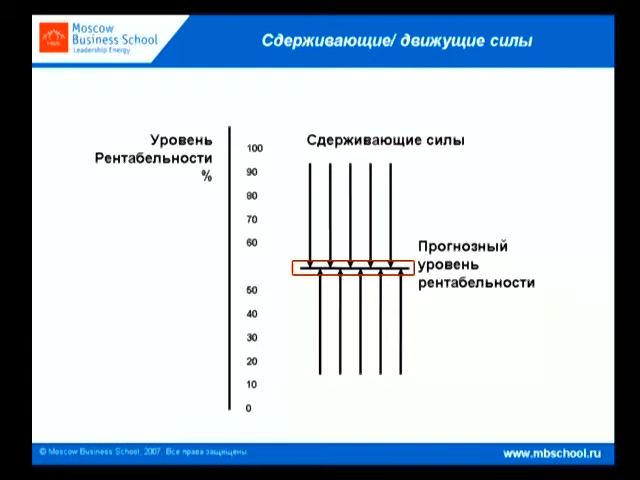 Moscow
Business School
Leadership Energy
Сдерживающие/ движущие силы
Уровень
Рентабельности
%
100
90
80
70
60
50
40
30
20
10
0
Сдерживающие силы
Прогнозный
уровень
рентабельности
© Moscow Business School, 2007. Все права защищены.
www.mbschool.ru